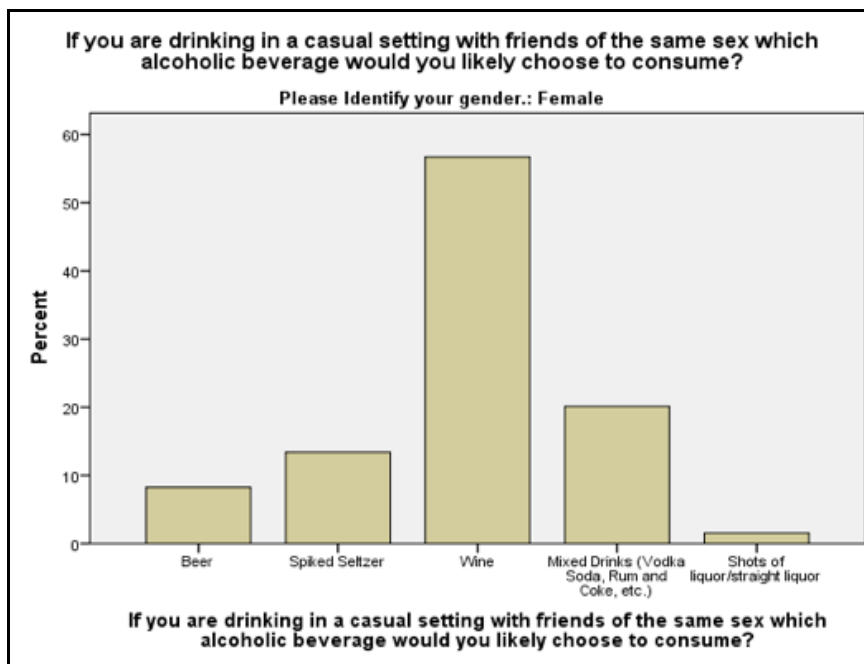 If you are drinking in a casual setting with friends of the same sex which
alcoholic beverage would you likely choose to consume?
Please Identify your gender.: Female
Percent
60
50
40
30
20
10
0
Beer
Spiked Seltzer
Wine
Mixed Drinks (Vodka
Soda, Rum and
Coke, etc.)
Shots of
liquor/straight liquor
If you are drinking in a casual setting with friends of the same sex which
alcoholic beverage would you likely choose to consume?